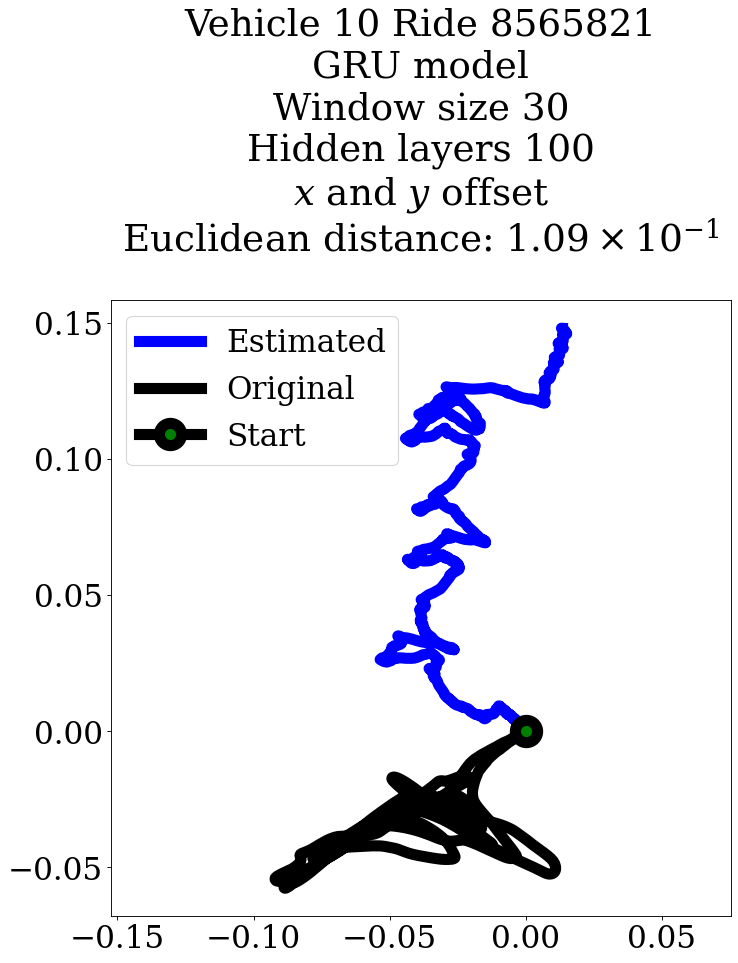 Vehicle 10 Ride 8565821
GRU model
Window size 30
Hidden layers 100
x and y offset
Euclidean distance: 1.09 × 10⁻¹
Estimated
Original
Start
0.15
0.10
0.05
0.00
−0.05
−0.15 −0.10 −0.05 0.00 0.05